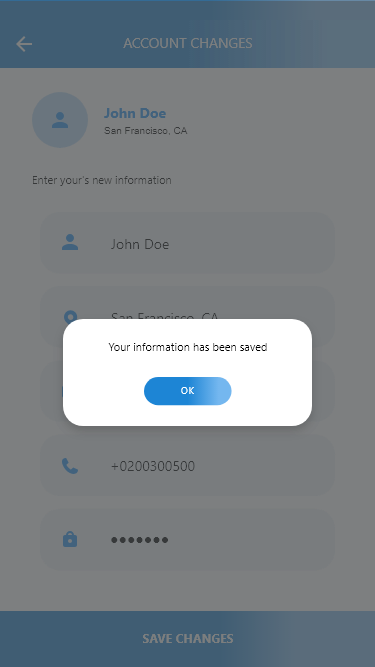 ACCOUNT CHANGES
John Doe
San Francisco, CA
Enter your's new information
John Doe
San Francisco, CA
Your information has been saved
OK
+0200300500
SAVE CHANGES